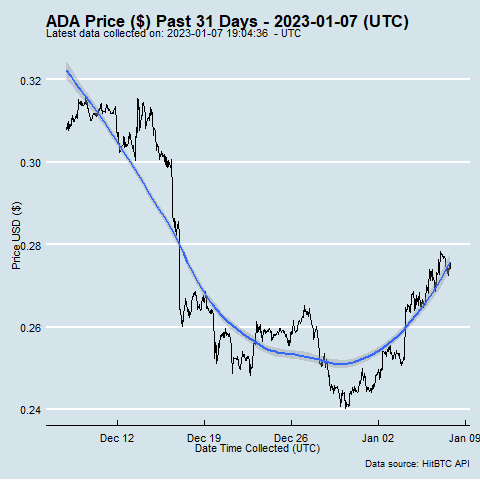 ADA Price ($) Past 31 Days - 2023-01-07 (UTC)
Latest data collected on: 2023-01-07 19:04:36 - UTC
0.32
0.30
0.28
0.26
0.24
Price USD ($)
Dec 12 Dec 19 Dec 26 Jan 02 Jan 09
Date Time Collected (UTC)
Data source: HitBTC API